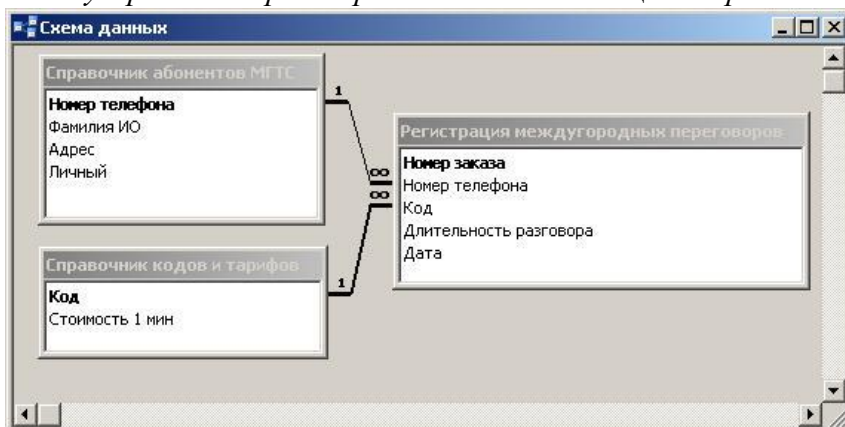 Схема данных
Справочник абонентов МГТС
Номер телефона
Фамилия ИО
Адрес
Личный
1
Регистрация междугородных переговоров
Номер заказа
Номер телефона
Код
Длительность разговора
Дата
∞
∞
Справочник кодов и тарифов
Код
Стоимость 1 мин
1